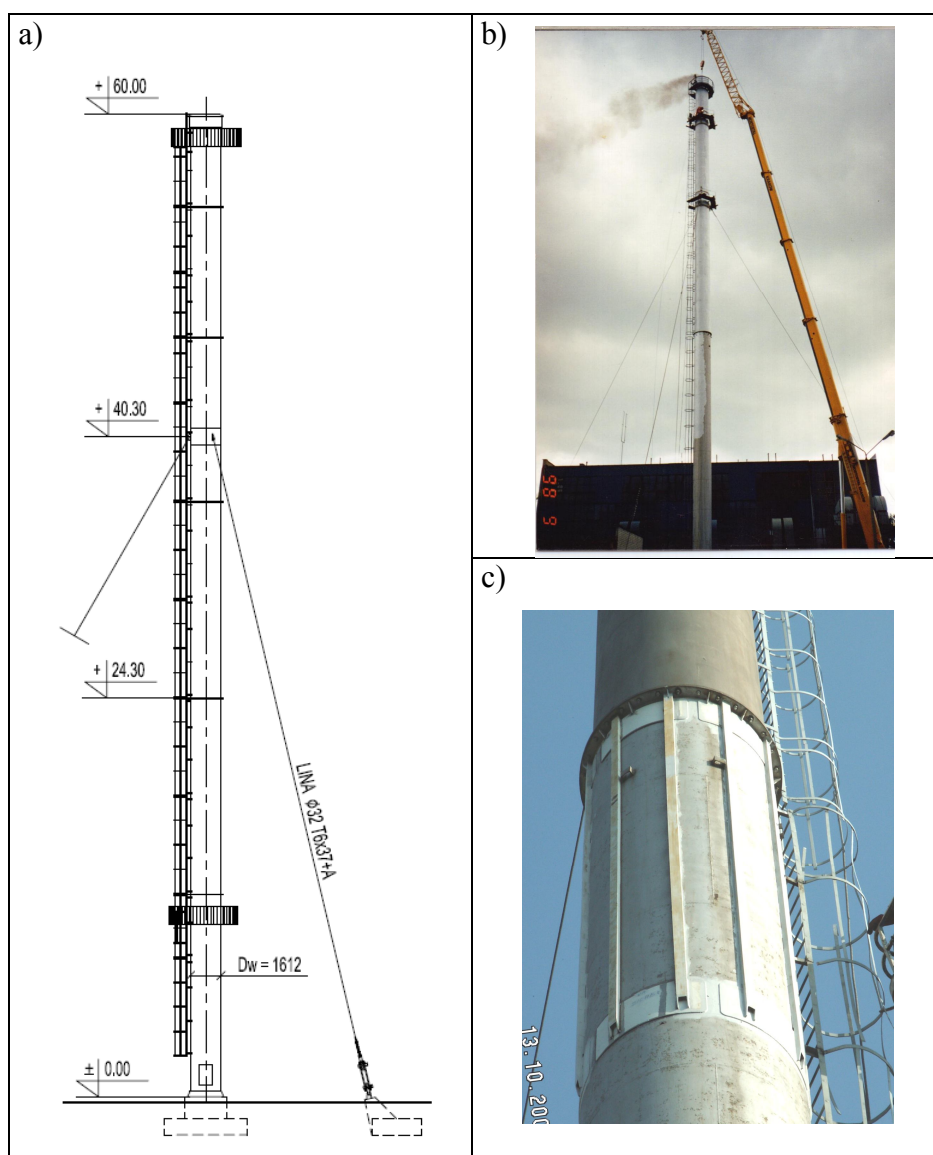 a)
+ 60.00
+ 40.30
+ 24.30
LINA ϕ32 T6x37+A
Dw = 1612
± 0.00
b)
c)
13.10.200